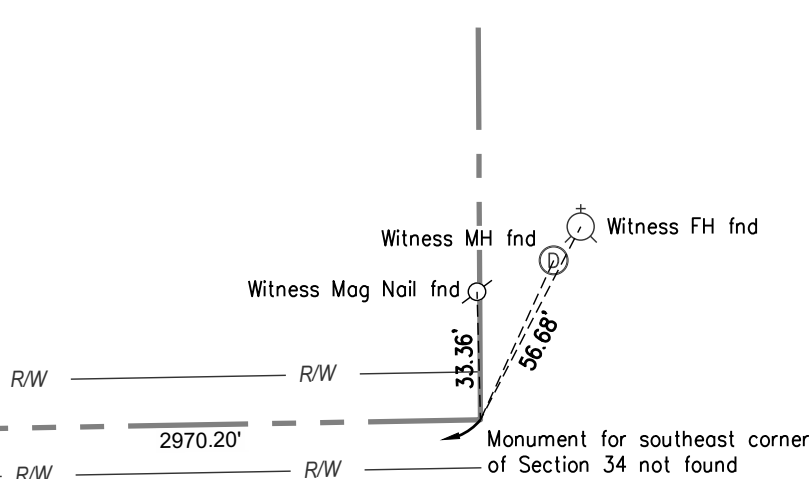 Witness MH fnd
Witness FH fnd
D
Witness Mag Nail fnd
33.36'
56.68'
R/W
R/W
2970.20'
Monument for southeast corner
of Section 34 not found
R/W
R/W